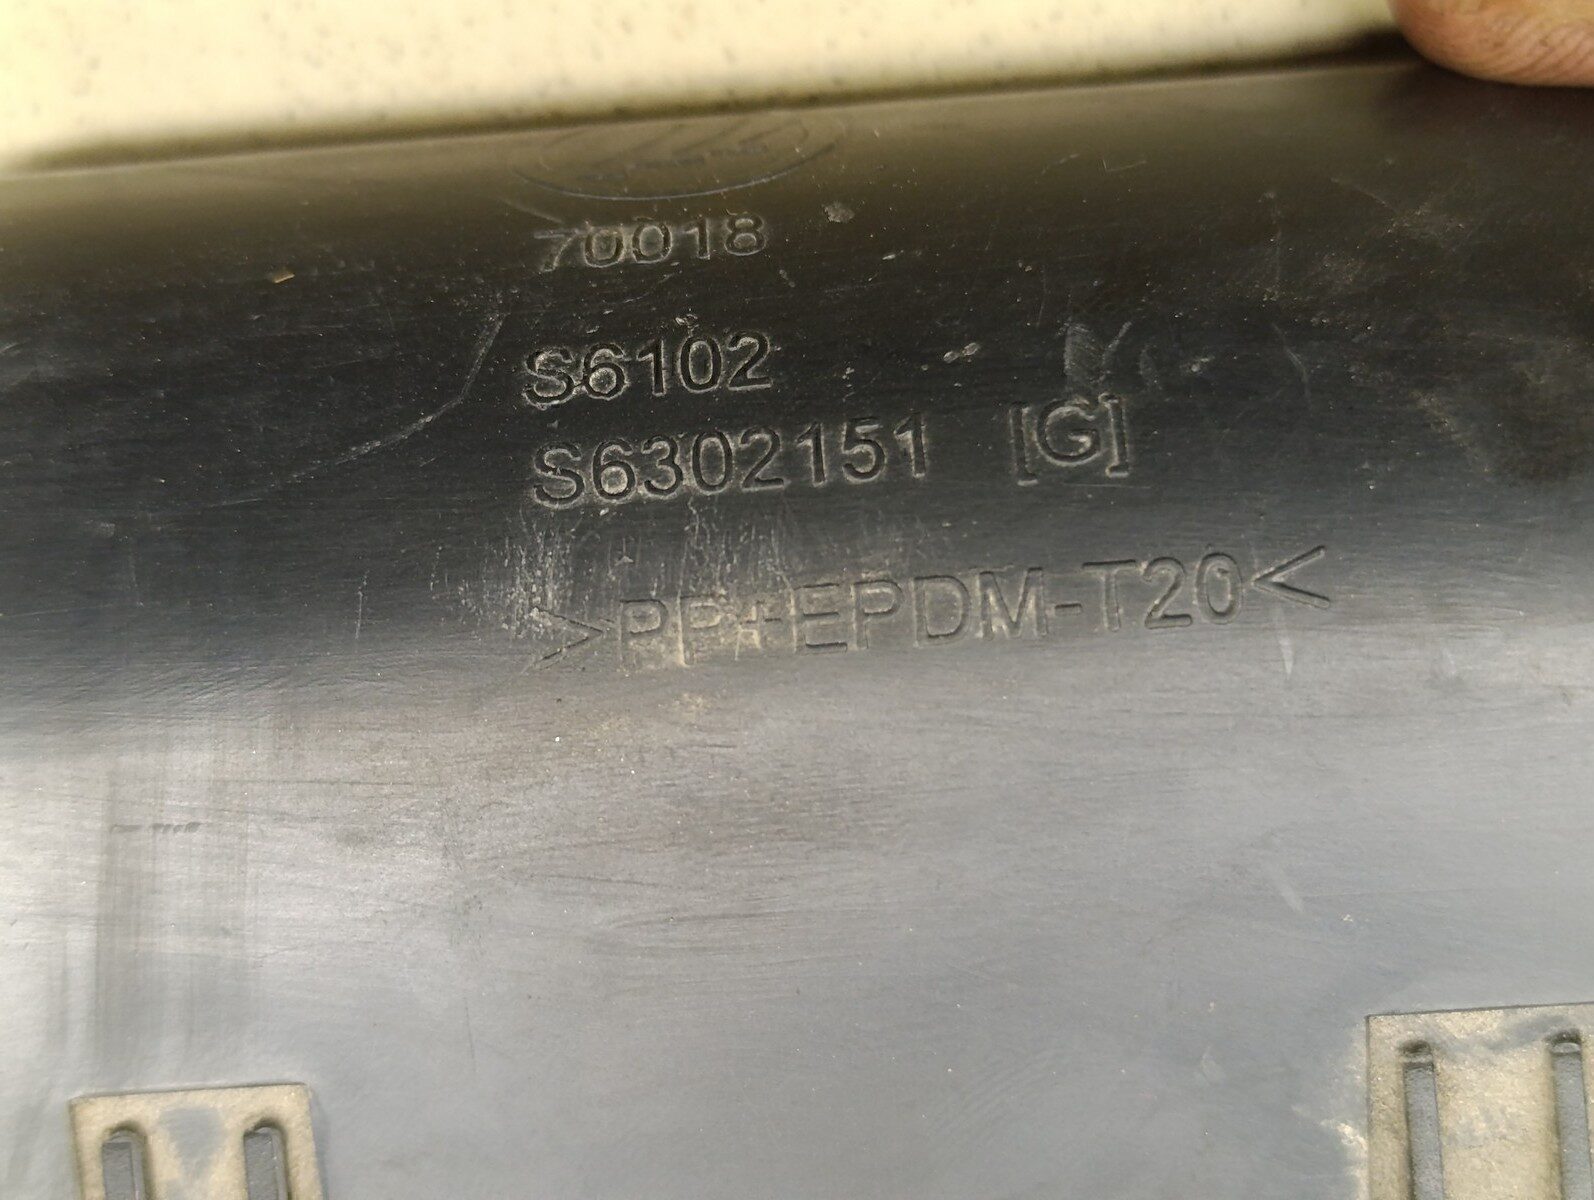 70018
S6102
S6302151 [G]
>PP+EPDM-T20<